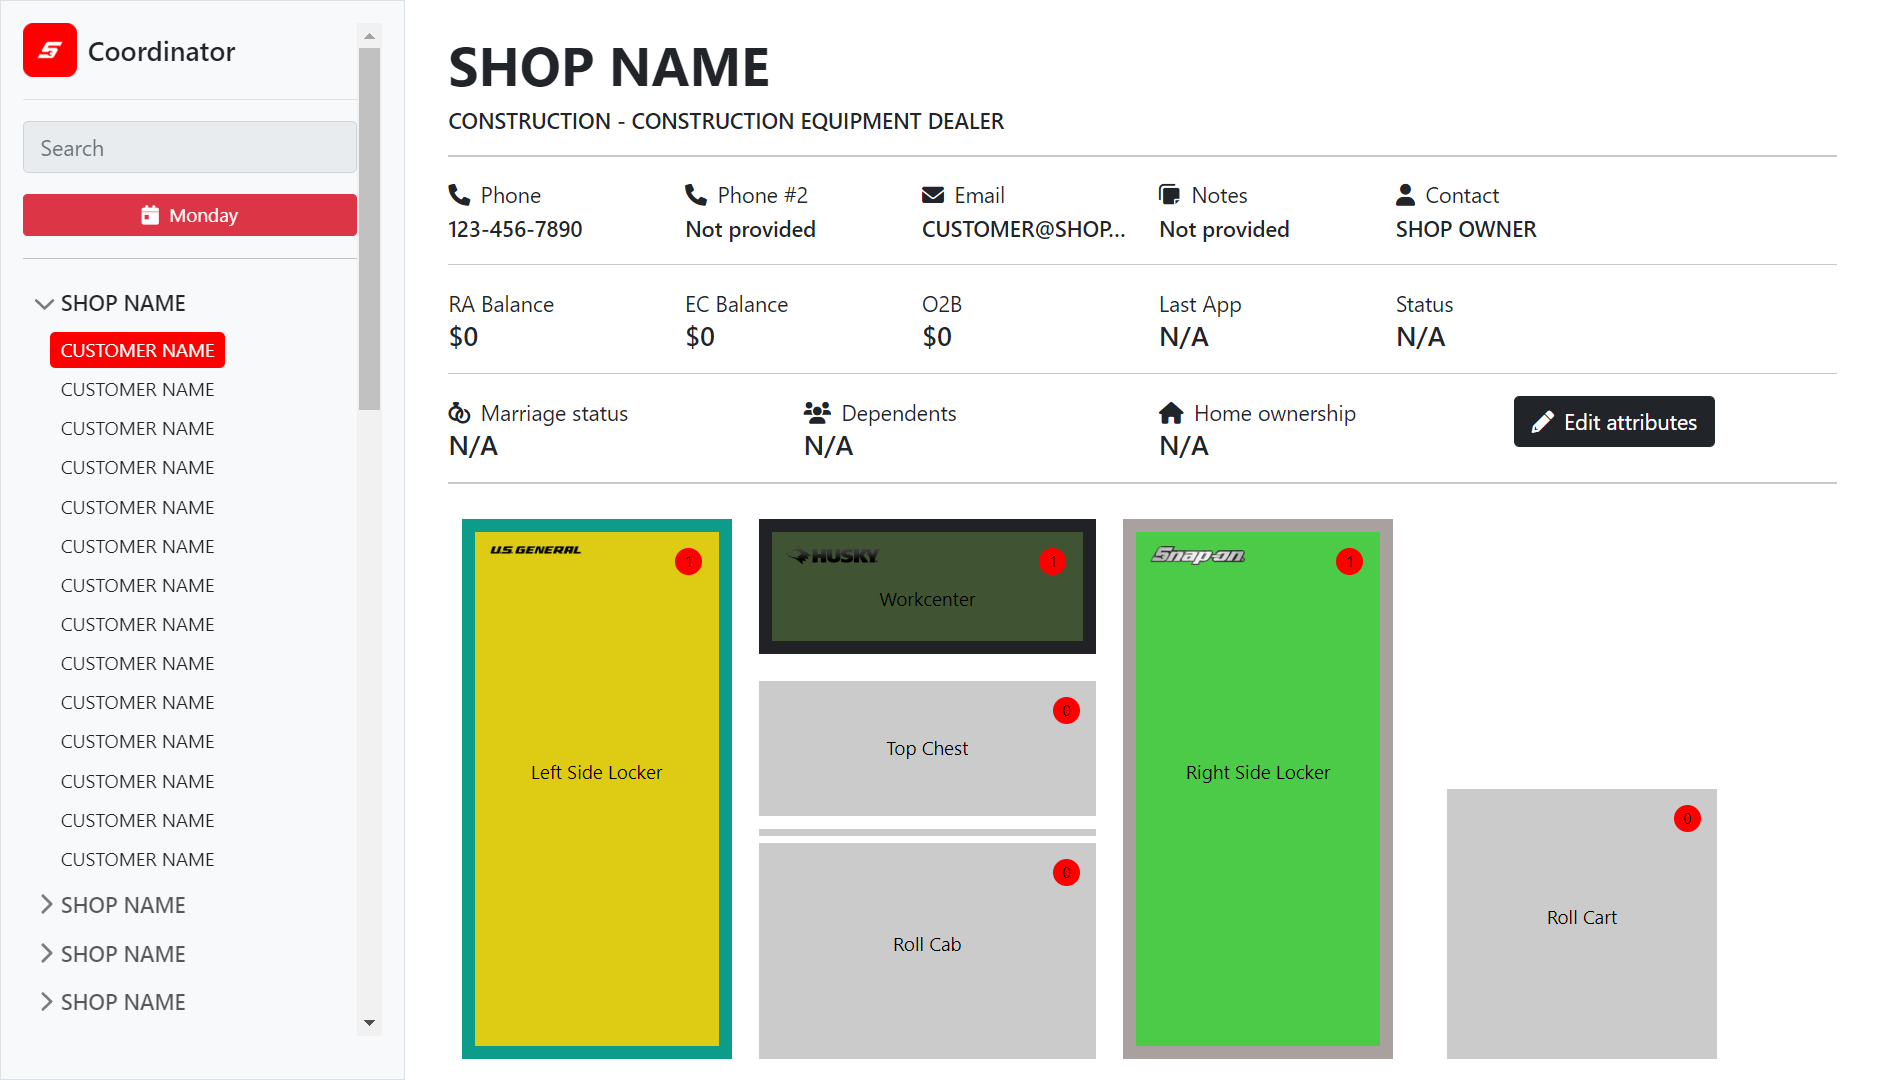 Coordinator
Search
Monday
SHOP NAME
CUSTOMER NAME
CUSTOMER NAME
CUSTOMER NAME
CUSTOMER NAME
CUSTOMER NAME
CUSTOMER NAME
CUSTOMER NAME
CUSTOMER NAME
CUSTOMER NAME
CUSTOMER NAME
CUSTOMER NAME
CUSTOMER NAME
CUSTOMER NAME
CUSTOMER NAME
SHOP NAME
SHOP NAME
SHOP NAME
SHOP NAME
CONSTRUCTION - CONSTRUCTION EQUIPMENT DEALER
Phone
123-456-7890
Phone #2
Not provided
Email
CUSTOMER@SHOP...
Notes
Not provided
Contact
SHOP OWNER
RA Balance
$0
EC Balance
$0
O2B
$0
Last App
N/A
Status
N/A
Marriage status
N/A
Dependents
N/A
Home ownership
N/A
Edit attributes
U.S. GENERAL
1
Left Side Locker
HUSKY
1
Workcenter
0
Top Chest
0
Roll Cab
Snap-on
1
Right Side Locker
0
Roll Cart